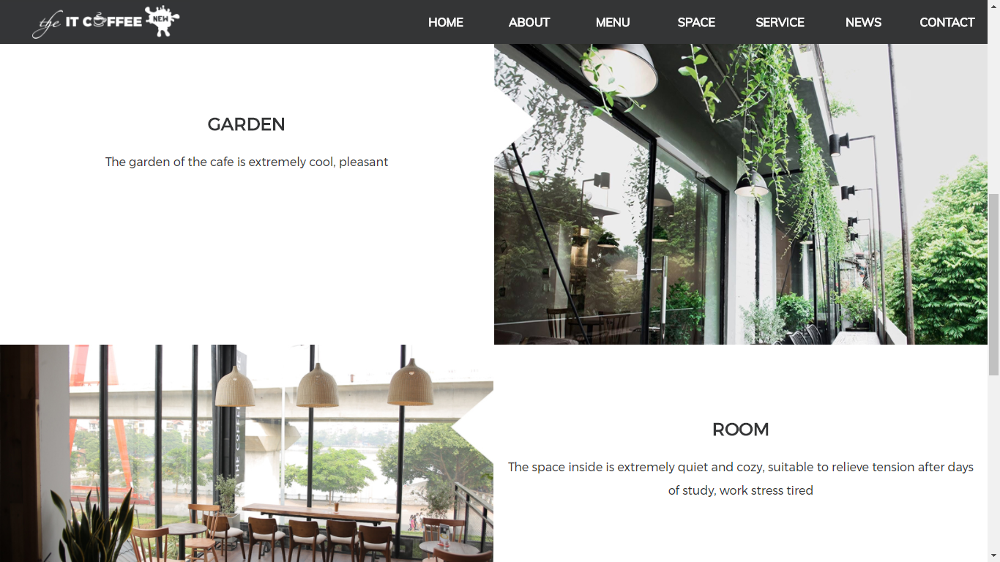 the IT COFFEE NEW
HOME ABOUT MENU SPACE SERVICE NEWS CONTACT
GARDEN
The garden of the cafe is extremely cool, pleasant
THE COFFEE
ROOM
The space inside is extremely quiet and cozy, suitable to relieve tension after days
of study, work stress tired